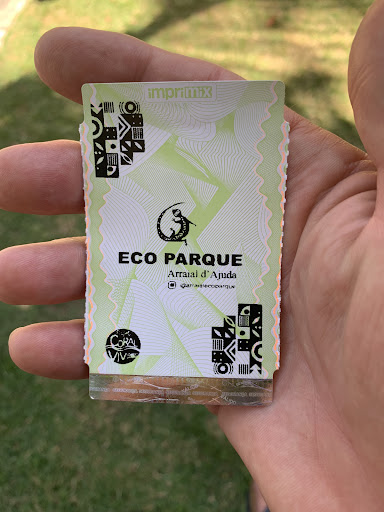 imprimix
ECO PARQUE
Arraial d'Ajuda
@arraialecoparque
CORAL
VIVO